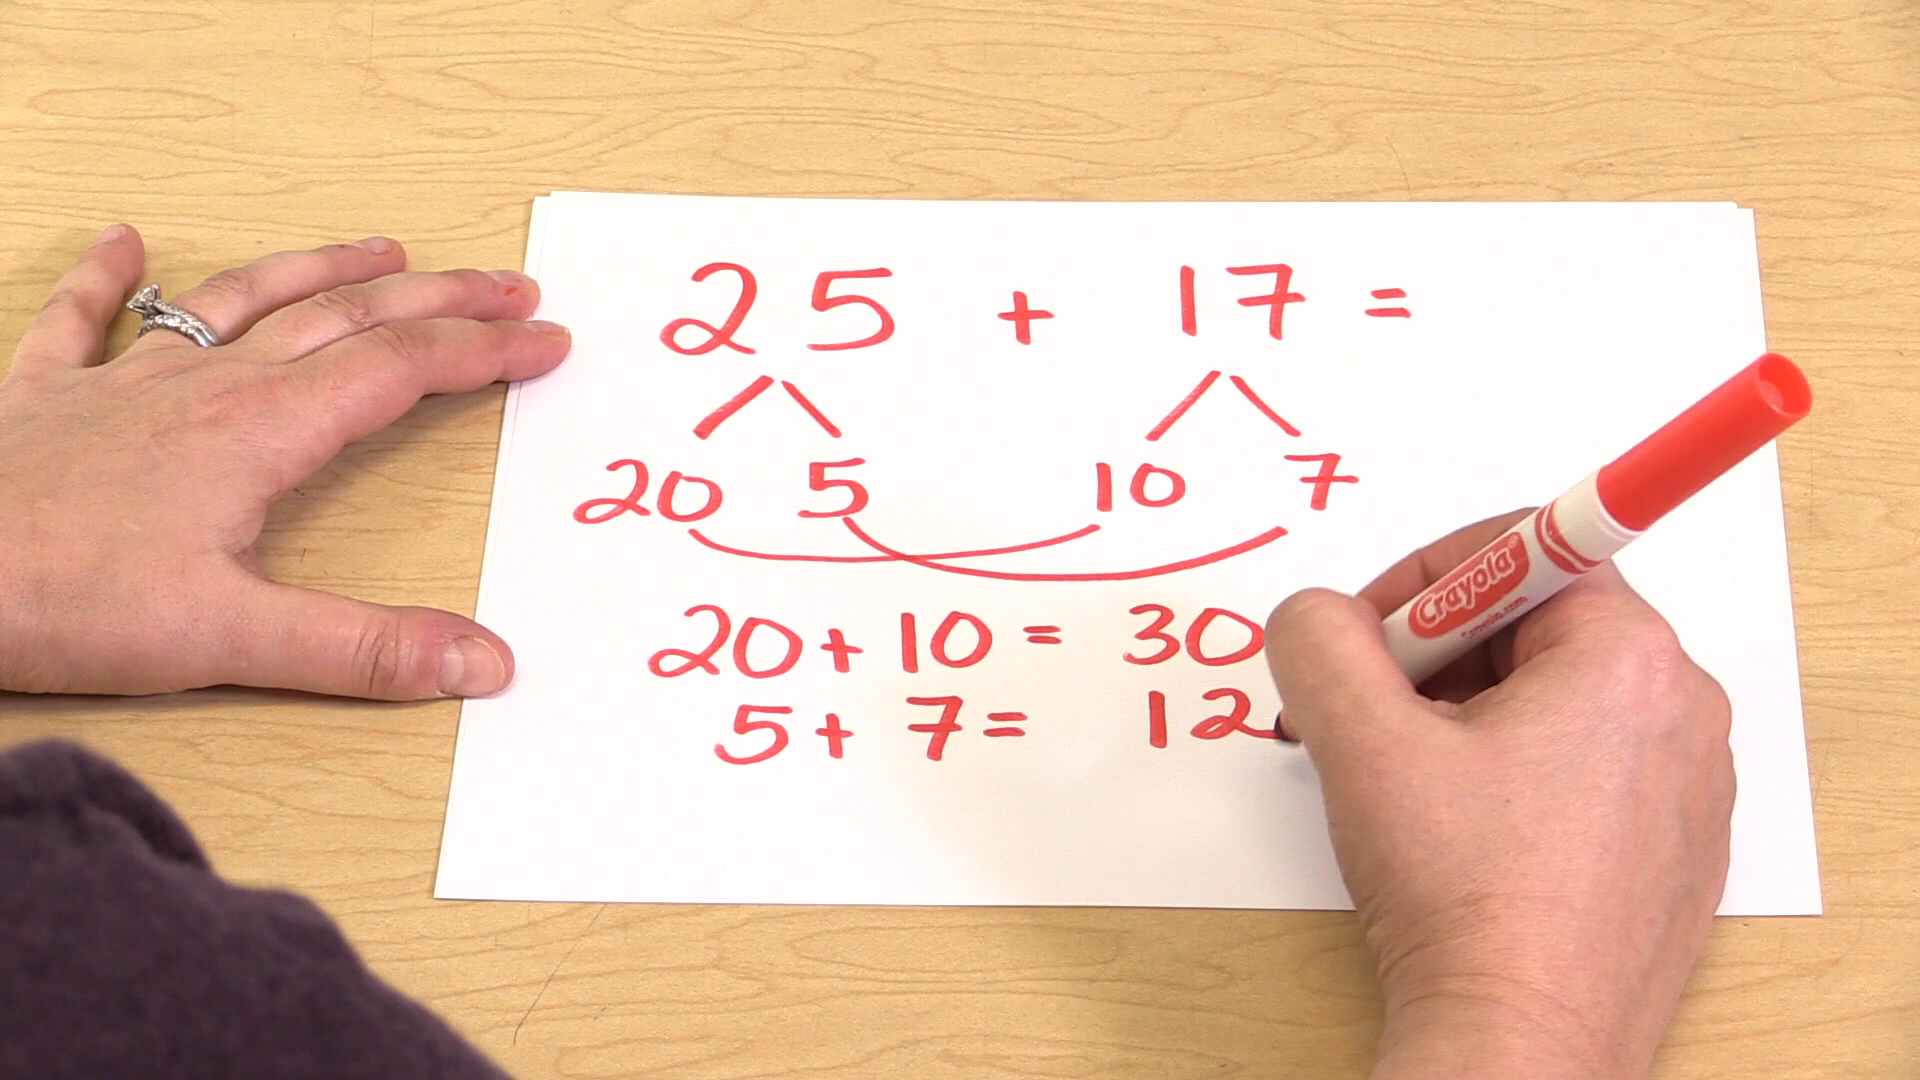 25 + 17 =
20 5 10 7
20 + 10 = 30
5 + 7 = 12
Crayola